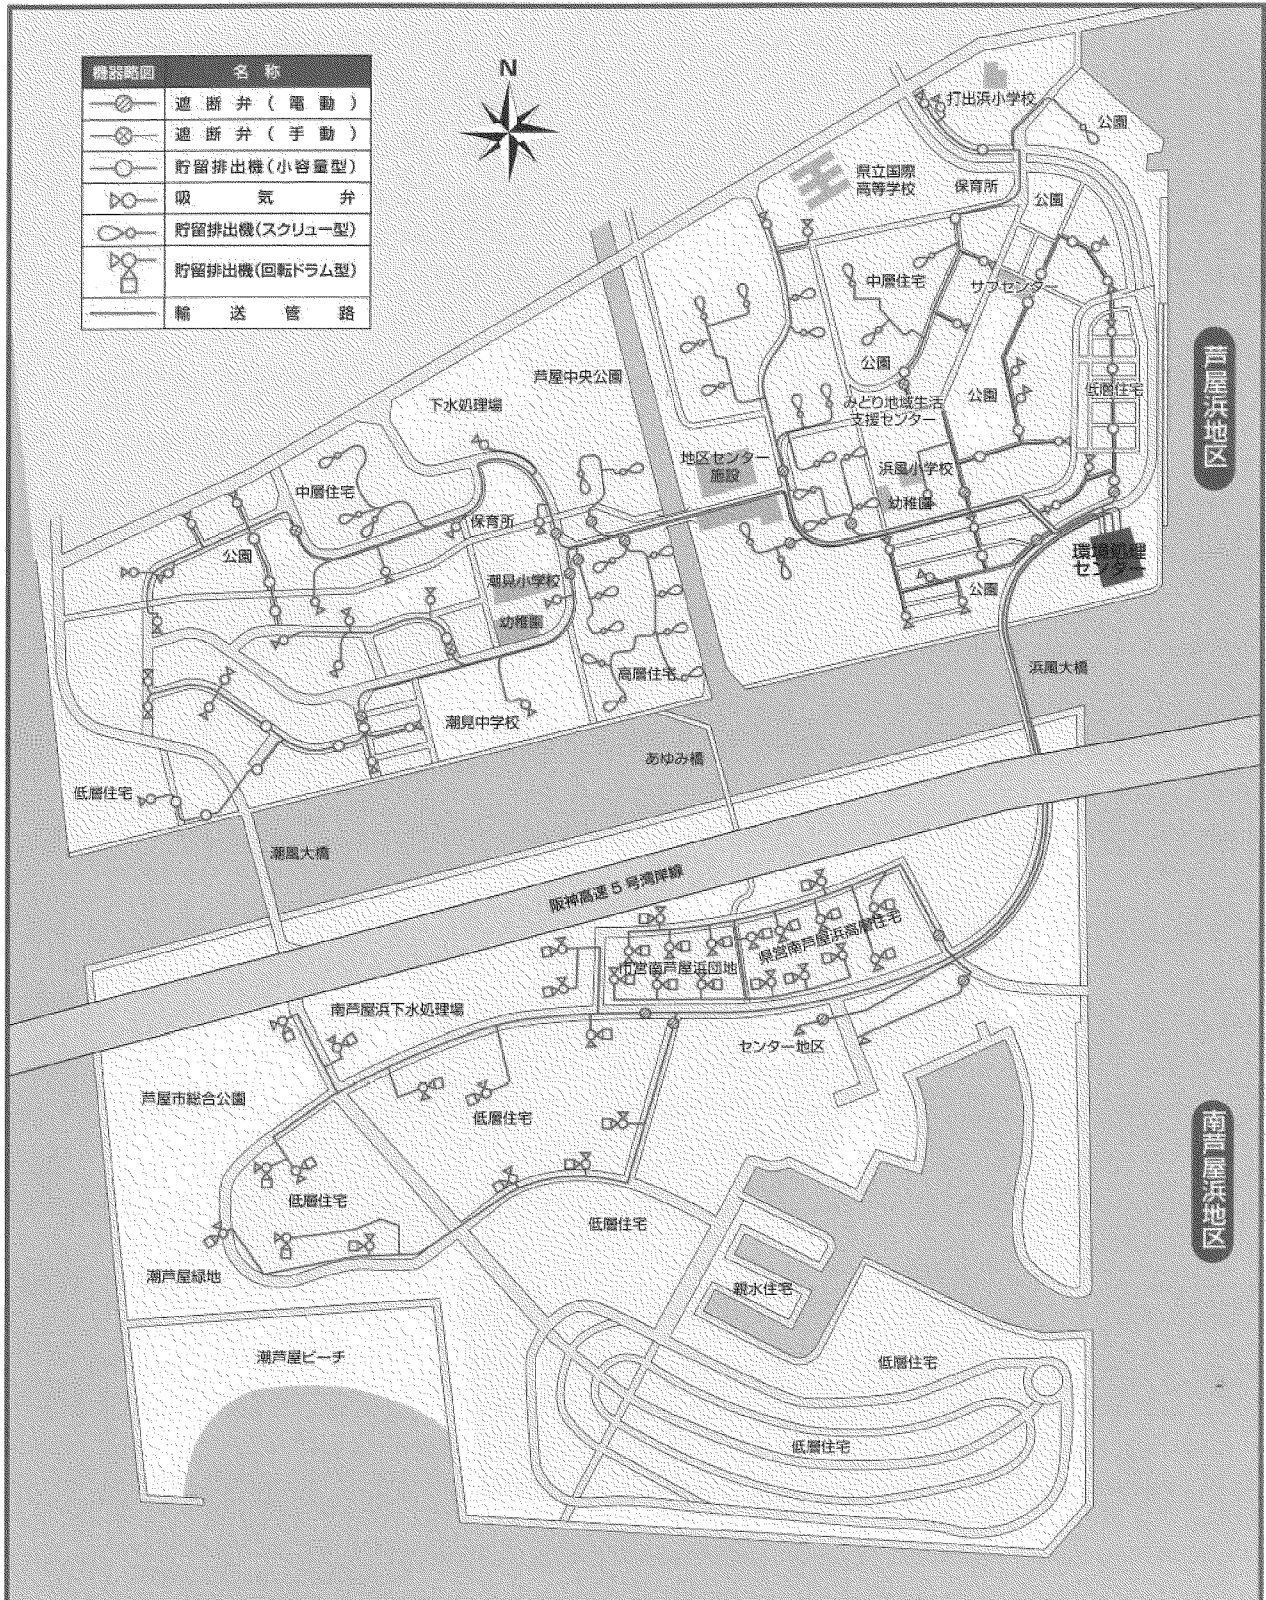 機器略図 名称
遮断弁(電動)
遮断弁(手動)
貯留排出機(小容量型)
吸気弁
貯留排出機(スクリュー型)
貯留排出機(回転ドラム型)
輸送管路
N
打出浜小学校
公園
県立国際
高等学校
保育所
公園
中層住宅
サブセンター
芦屋浜地区
公園
芦屋中央公園
下水処理場
みどり地域生活
支援センター
公園
低層住宅
地区センター
施設
浜風小学校
幼稚園
中層住宅
保育所
公園
環境処理
センター
潮見小学校
幼稚園
公園
高層住宅
浜風大橋
潮見中学校
あゆみ橋
低層住宅
潮風大橋
阪神高速5号湾岸線
県営南芦屋浜高層住宅
市営南芦屋浜団地
南芦屋浜下水処理場
センター地区
芦屋市総合公園
低層住宅
南芦屋浜地区
低層住宅
低層住宅
潮芦屋緑地
親水住宅
潮芦屋ビーチ
低層住宅
低層住宅